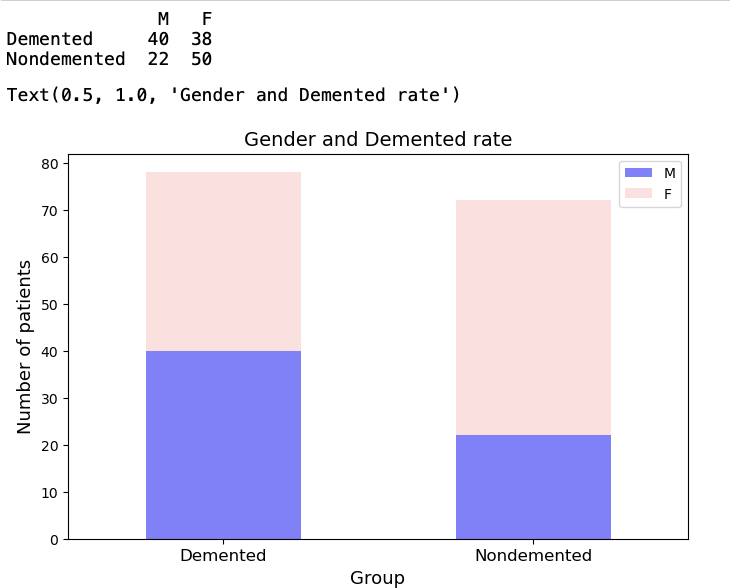 M F
Demented 40 38
Nondemented 22 50
Text(0.5, 1.0, 'Gender and Demented rate')
Gender and Demented rate
M
F
80
70
60
50
40
30
20
10
0
Number of patients
Demented Nondemented
Group